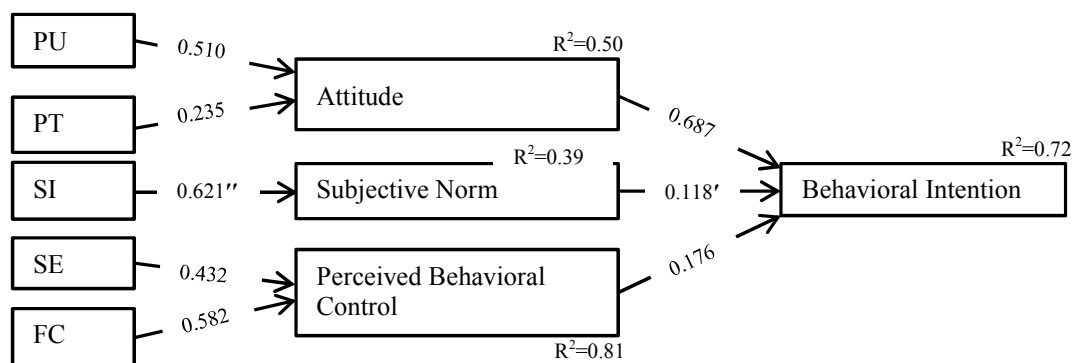 PU
0.510
R²=0.50
Attitude
PT
0.235
0.687
R²=0.39
R²=0.72
SI
0.621′′
Subjective Norm
0.118′
Behavioral Intention
SE
0.432
Perceived Behavioral
Control
0.176
FC
0.582
R²=0.81